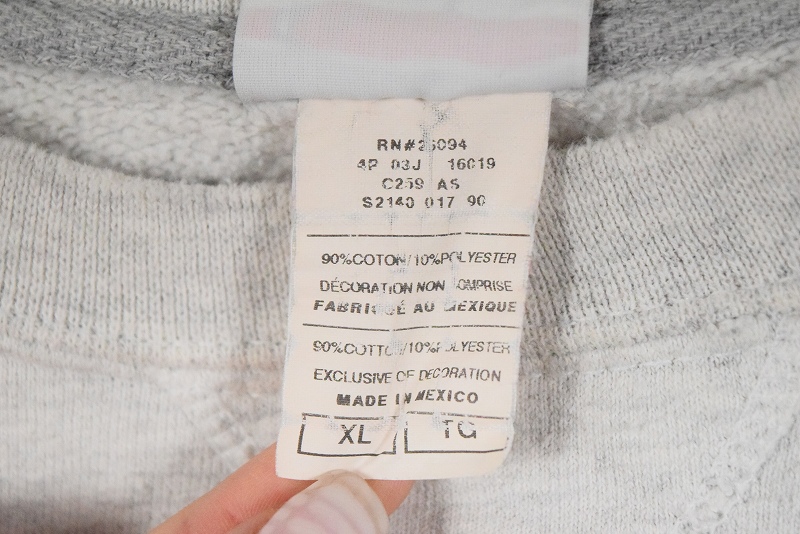 RN#26094
4P 03J 16019
C259 AS
S2140 017 90
90%COTON/10%POLYESTER
DÉCORATION NON COMPRISE
FABRIQUÉ AU MEXIQUE
90%COTTON/10%POLYESTER
EXCLUSIVE OF DECORATION
MADE IN MEXICO
XL TG